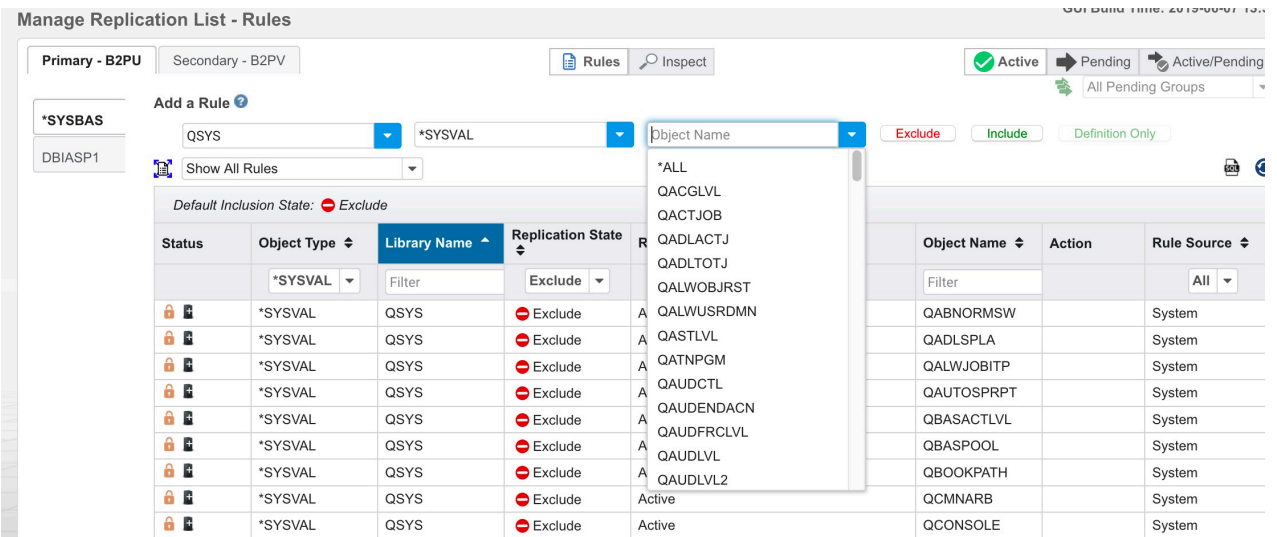 Manage Replication List - Rules
Primary - B2PU Secondary - B2PV Rules Inspect Active Pending Active/Pending
All Pending Groups
*SYSBAS
DBIASP1
Add a Rule
QSYS *SYSVAL Object Name Exclude Include Definition Only
Show All Rules
*ALL
QACGLVL
QACTJOB
QADLACTJ
QADLTOTJ
QALWOBJRST
QALWUSRDMN
QASTLVL
QATNPGM
QAUDCTL
QAUDENDACN
QAUDFRCLVL
QAUDLVL
QAUDLVL2
SQL
Default Inclusion State: Exclude
Status Object Type Library Name Replication State R Object Name Action Rule Source
*SYSVAL Filter Exclude Filter All
*SYSVAL QSYS Exclude A QABNORMSW System
*SYSVAL QSYS Exclude A QADLSPLA System
*SYSVAL QSYS Exclude A QALWJOBITP System
*SYSVAL QSYS Exclude A QAUTOSPRPT System
*SYSVAL QSYS Exclude A QBASACTLVL System
*SYSVAL QSYS Exclude A QBASPOOL System
*SYSVAL QSYS Exclude A QBOOKPATH System
*SYSVAL QSYS Exclude Active QCMNARB System
*SYSVAL QSYS Exclude Active QCONSOLE System